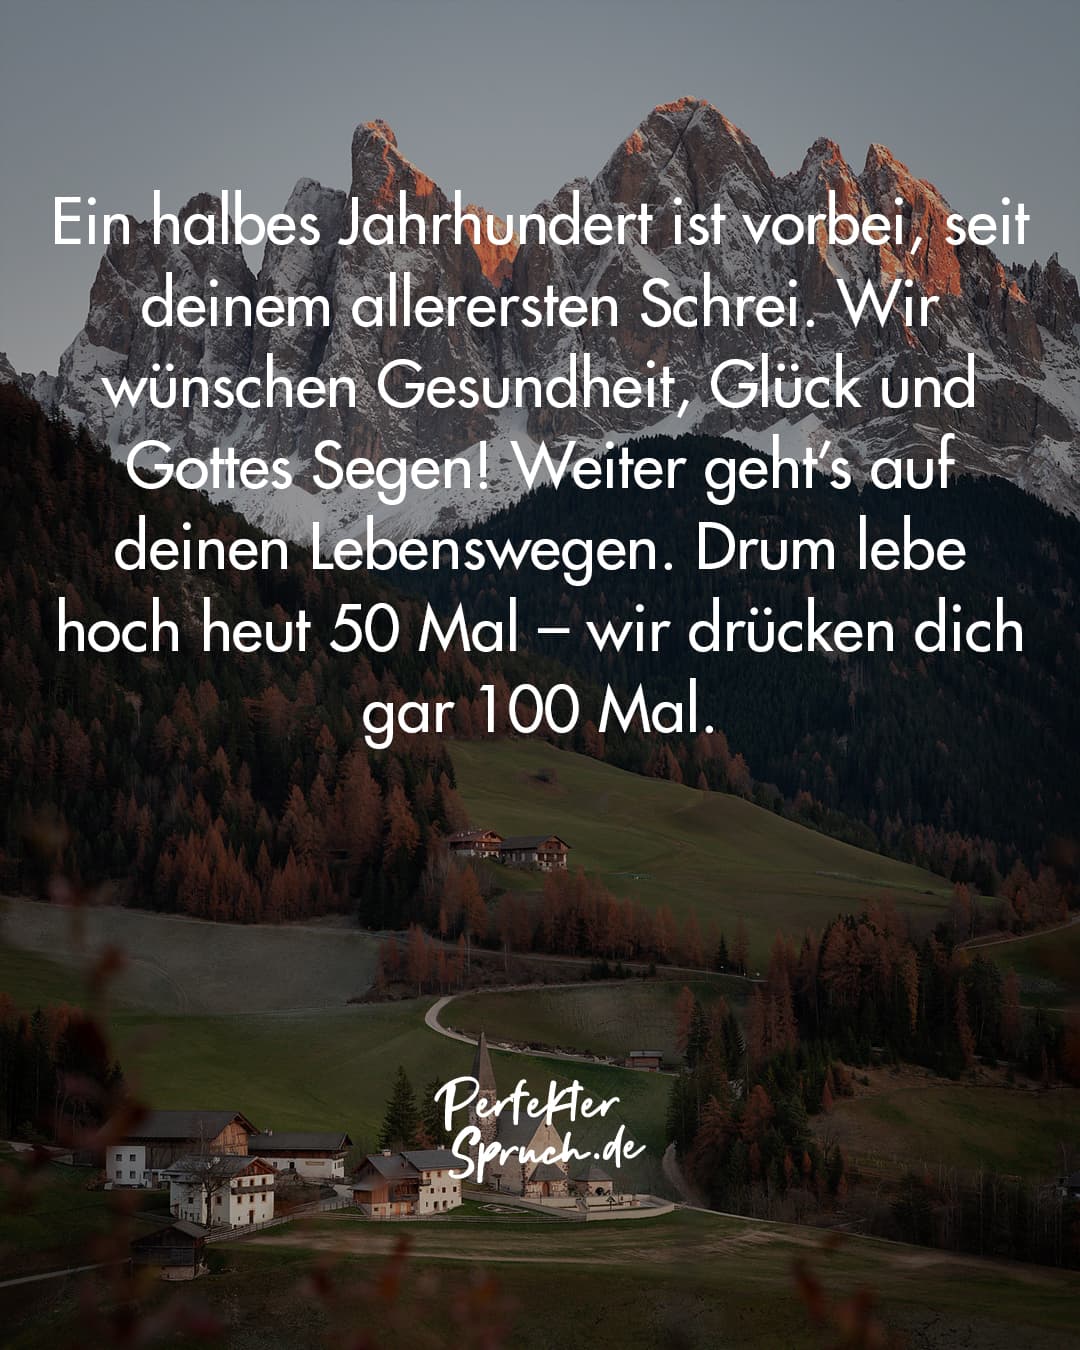 Ein halbes Jahrhundert ist vorbei, seit
deinem allerersten Schrei. Wir
wünschen Gesundheit, Glück und
Gottes Segen! Weiter geht’s auf
deinen Lebenswegen. Drum lebe
hoch heut 50 Mal – wir drücken dich
gar 100 Mal.
Perfekter
Spruch.de